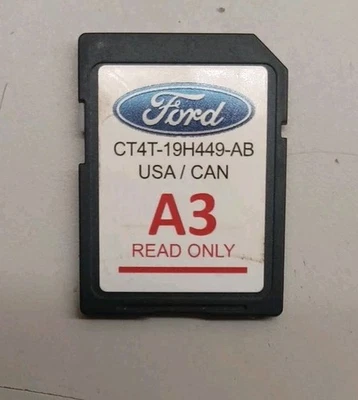 Ford
CT4T-19H449-AB
USA / CAN
A3
READ ONLY